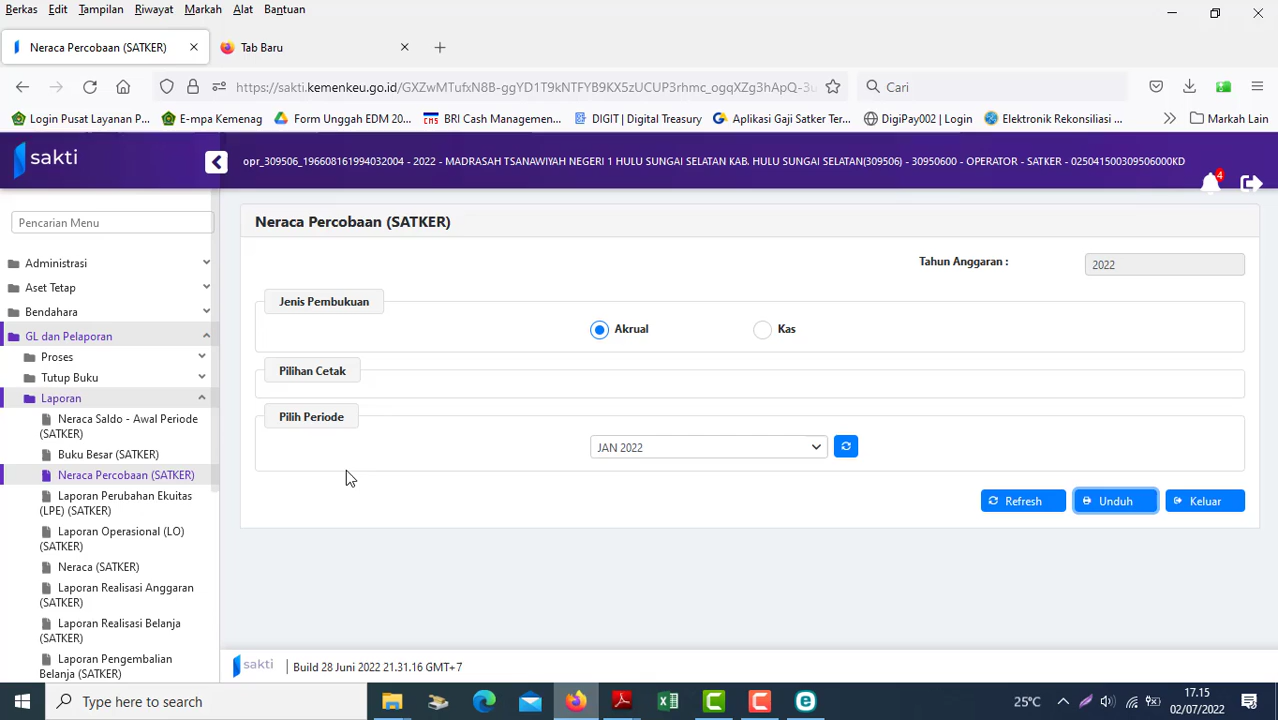 Berkas Edit Tampilan Riwayat Markah Alat Bantuan
Neraca Percobaan (SATKER)
Tab Baru
https://sakti.kemenkeu.go.id/GXZwMTufxN8B-ggYD1T9kNTFYB9KX5zUCUP3rhmc_ogqXZg3hApQ-3u
Cari
Login Pusat Layanan P...
E-mpa Kemenag
Form Unggah EDM 20...
BRI Cash Managemen...
DIGIT | Digital Treasury
Aplikasi Gaji Satker Ter...
DigiPay002 | Login
Elektronik Rekonsiliasi ...
Markah Lain
sakti
opr_309506_196608161994032004 - 2022 - MADRASAH TSANAWIYAH NEGERI 1 HULU SUNGAI SELATAN KAB. HULU SUNGAI SELATAN(309506) - 30950600 - OPERATOR - SATKER - 025041500309506000KD
4
Pencarian Menu
Administrasi
Aset Tetap
Bendahara
GL dan Pelaporan
Proses
Tutup Buku
Laporan
Neraca Saldo - Awal Periode
(SATKER)
Buku Besar (SATKER)
Neraca Percobaan (SATKER)
Laporan Perubahan Ekuitas
(LPE) (SATKER)
Laporan Operasional (LO)
(SATKER)
Neraca (SATKER)
Laporan Realisasi Anggaran
(SATKER)
Laporan Realisasi Belanja
(SATKER)
Laporan Pengembalian
Belanja (SATKER)
Neraca Percobaan (SATKER)
Tahun Anggaran :
2022
Jenis Pembukuan
Akrual
Kas
Pilihan Cetak
Pilih Periode
JAN 2022
Refresh
Unduh
Keluar
sakti
Build 28 Juni 2022 21.31.16 GMT+7
Type here to search
25°C
17.15
02/07/2022